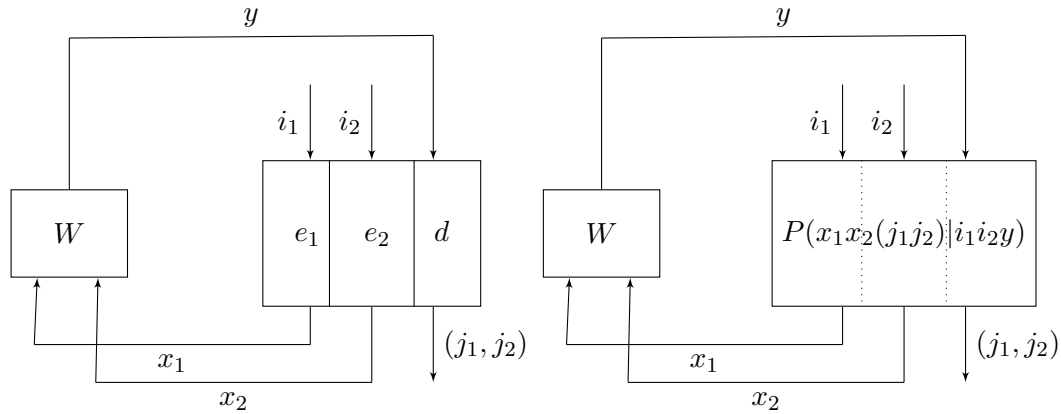 y
y
i₁
i₂
i₁
i₂
W
e₁
e₂
d
W
P(x₁x₂(j₁j₂)|i₁i₂y)
x₁
(j₁, j₂)
x₁
(j₁, j₂)
x₂
x₂